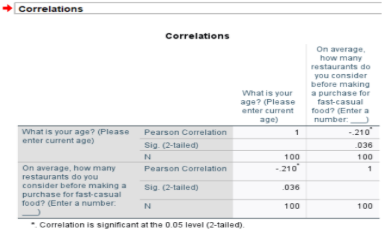 Correlations
Correlations
What is your age? (Please enter current age)
On average, how many restaurants do you consider before making a purchase for fast-casual food? (Enter a number: ___)
What is your age? (Please enter current age) Pearson Correlation 1 -.210*
Sig. (2-tailed) .036
N 100 100
On average, how many restaurants do you consider before making a purchase for fast-casual food? (Enter a number: ___) Pearson Correlation -.210* 1
Sig. (2-tailed) .036
N 100 100
*. Correlation is significant at the 0.05 level (2-tailed).